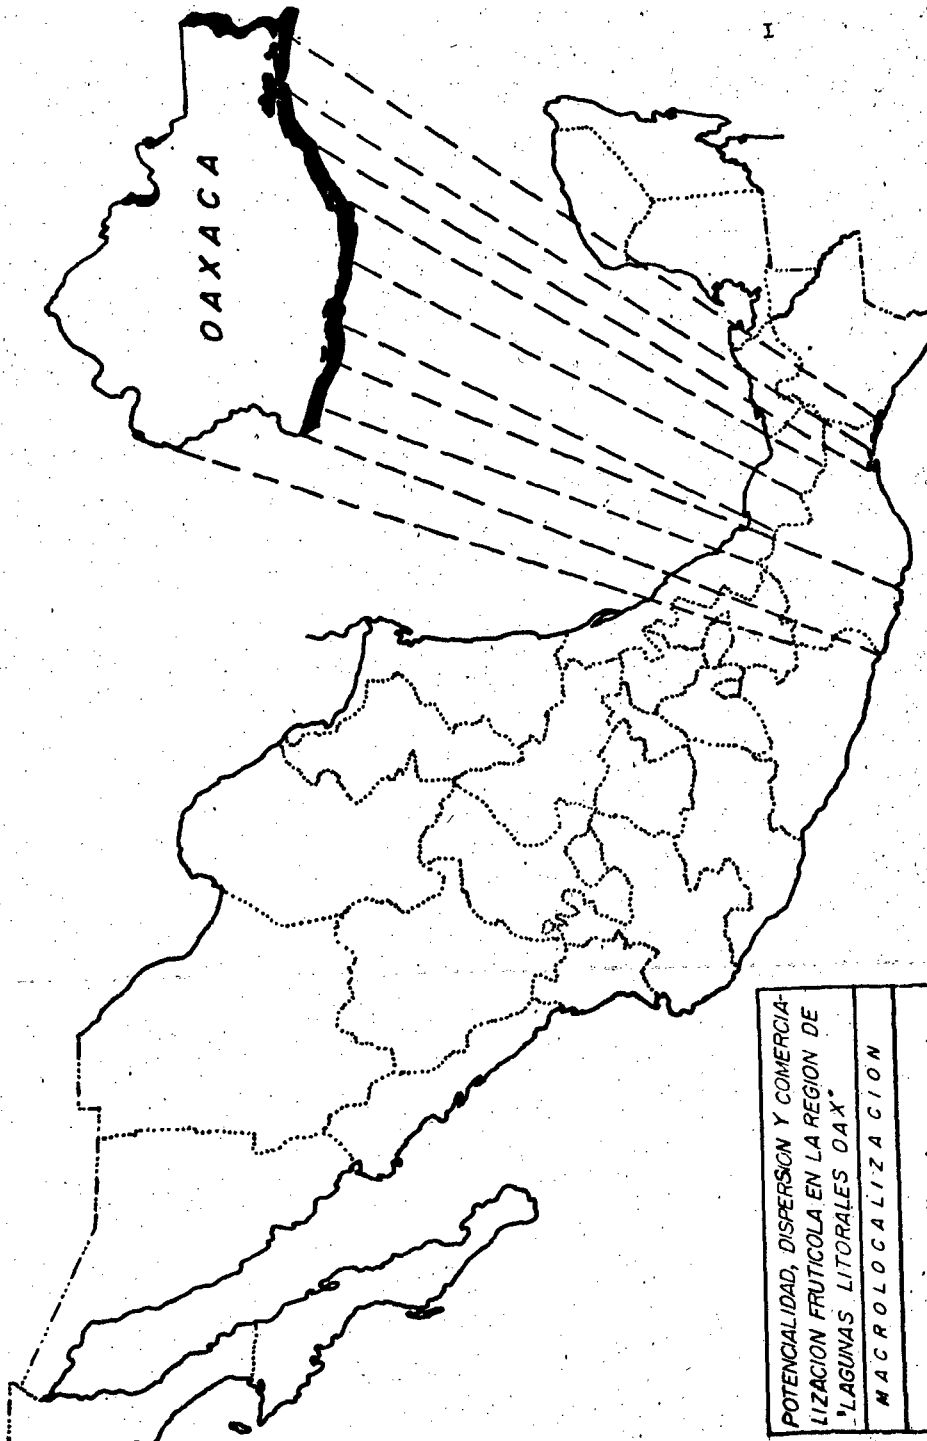 I
OAXACA
POTENCIALIDAD, DISPERSION Y COMERCIA-
LIZACION FRUTICOLA EN LA REGION DE
"LAGUNAS LITORALES OAX"
MACROLOCALIZACION